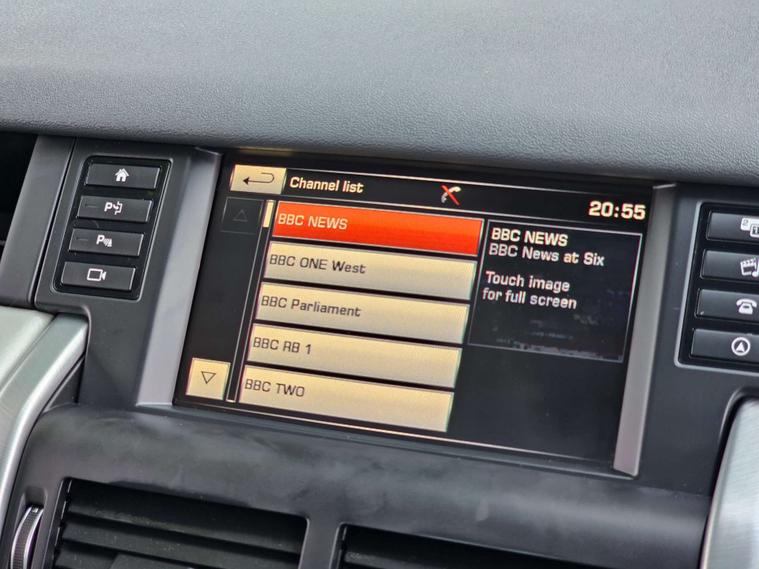 Channel list
20:55
BBC NEWS
BBC ONE West
BBC Parliament
BBC RB 1
BBC TWO
BBC NEWS
BBC News at Six
Touch image
for full screen
P
P